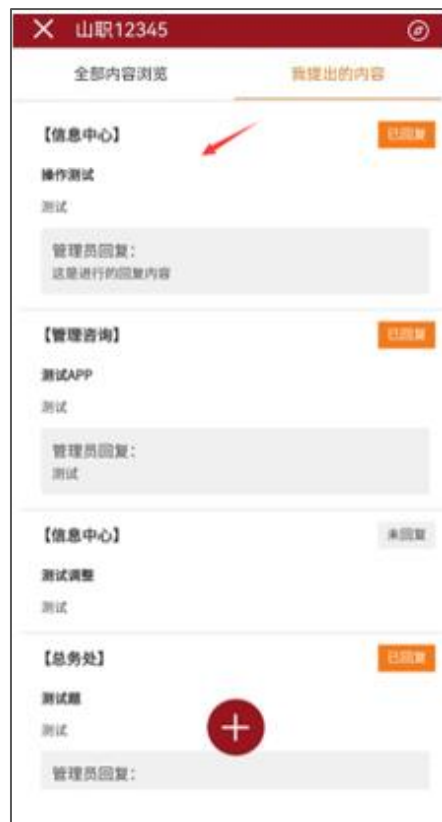 山职12345
全部内容浏览 我提出的内容
【信息中心】 已回复
操作测试
测试
管理员回复：
这是进行的回复内容
【管理咨询】 已回复
测试APP
测试
管理员回复：
测试
【信息中心】 未回复
测试调整
测试
【总务处】 已回复
测试题
测试
管理员回复：